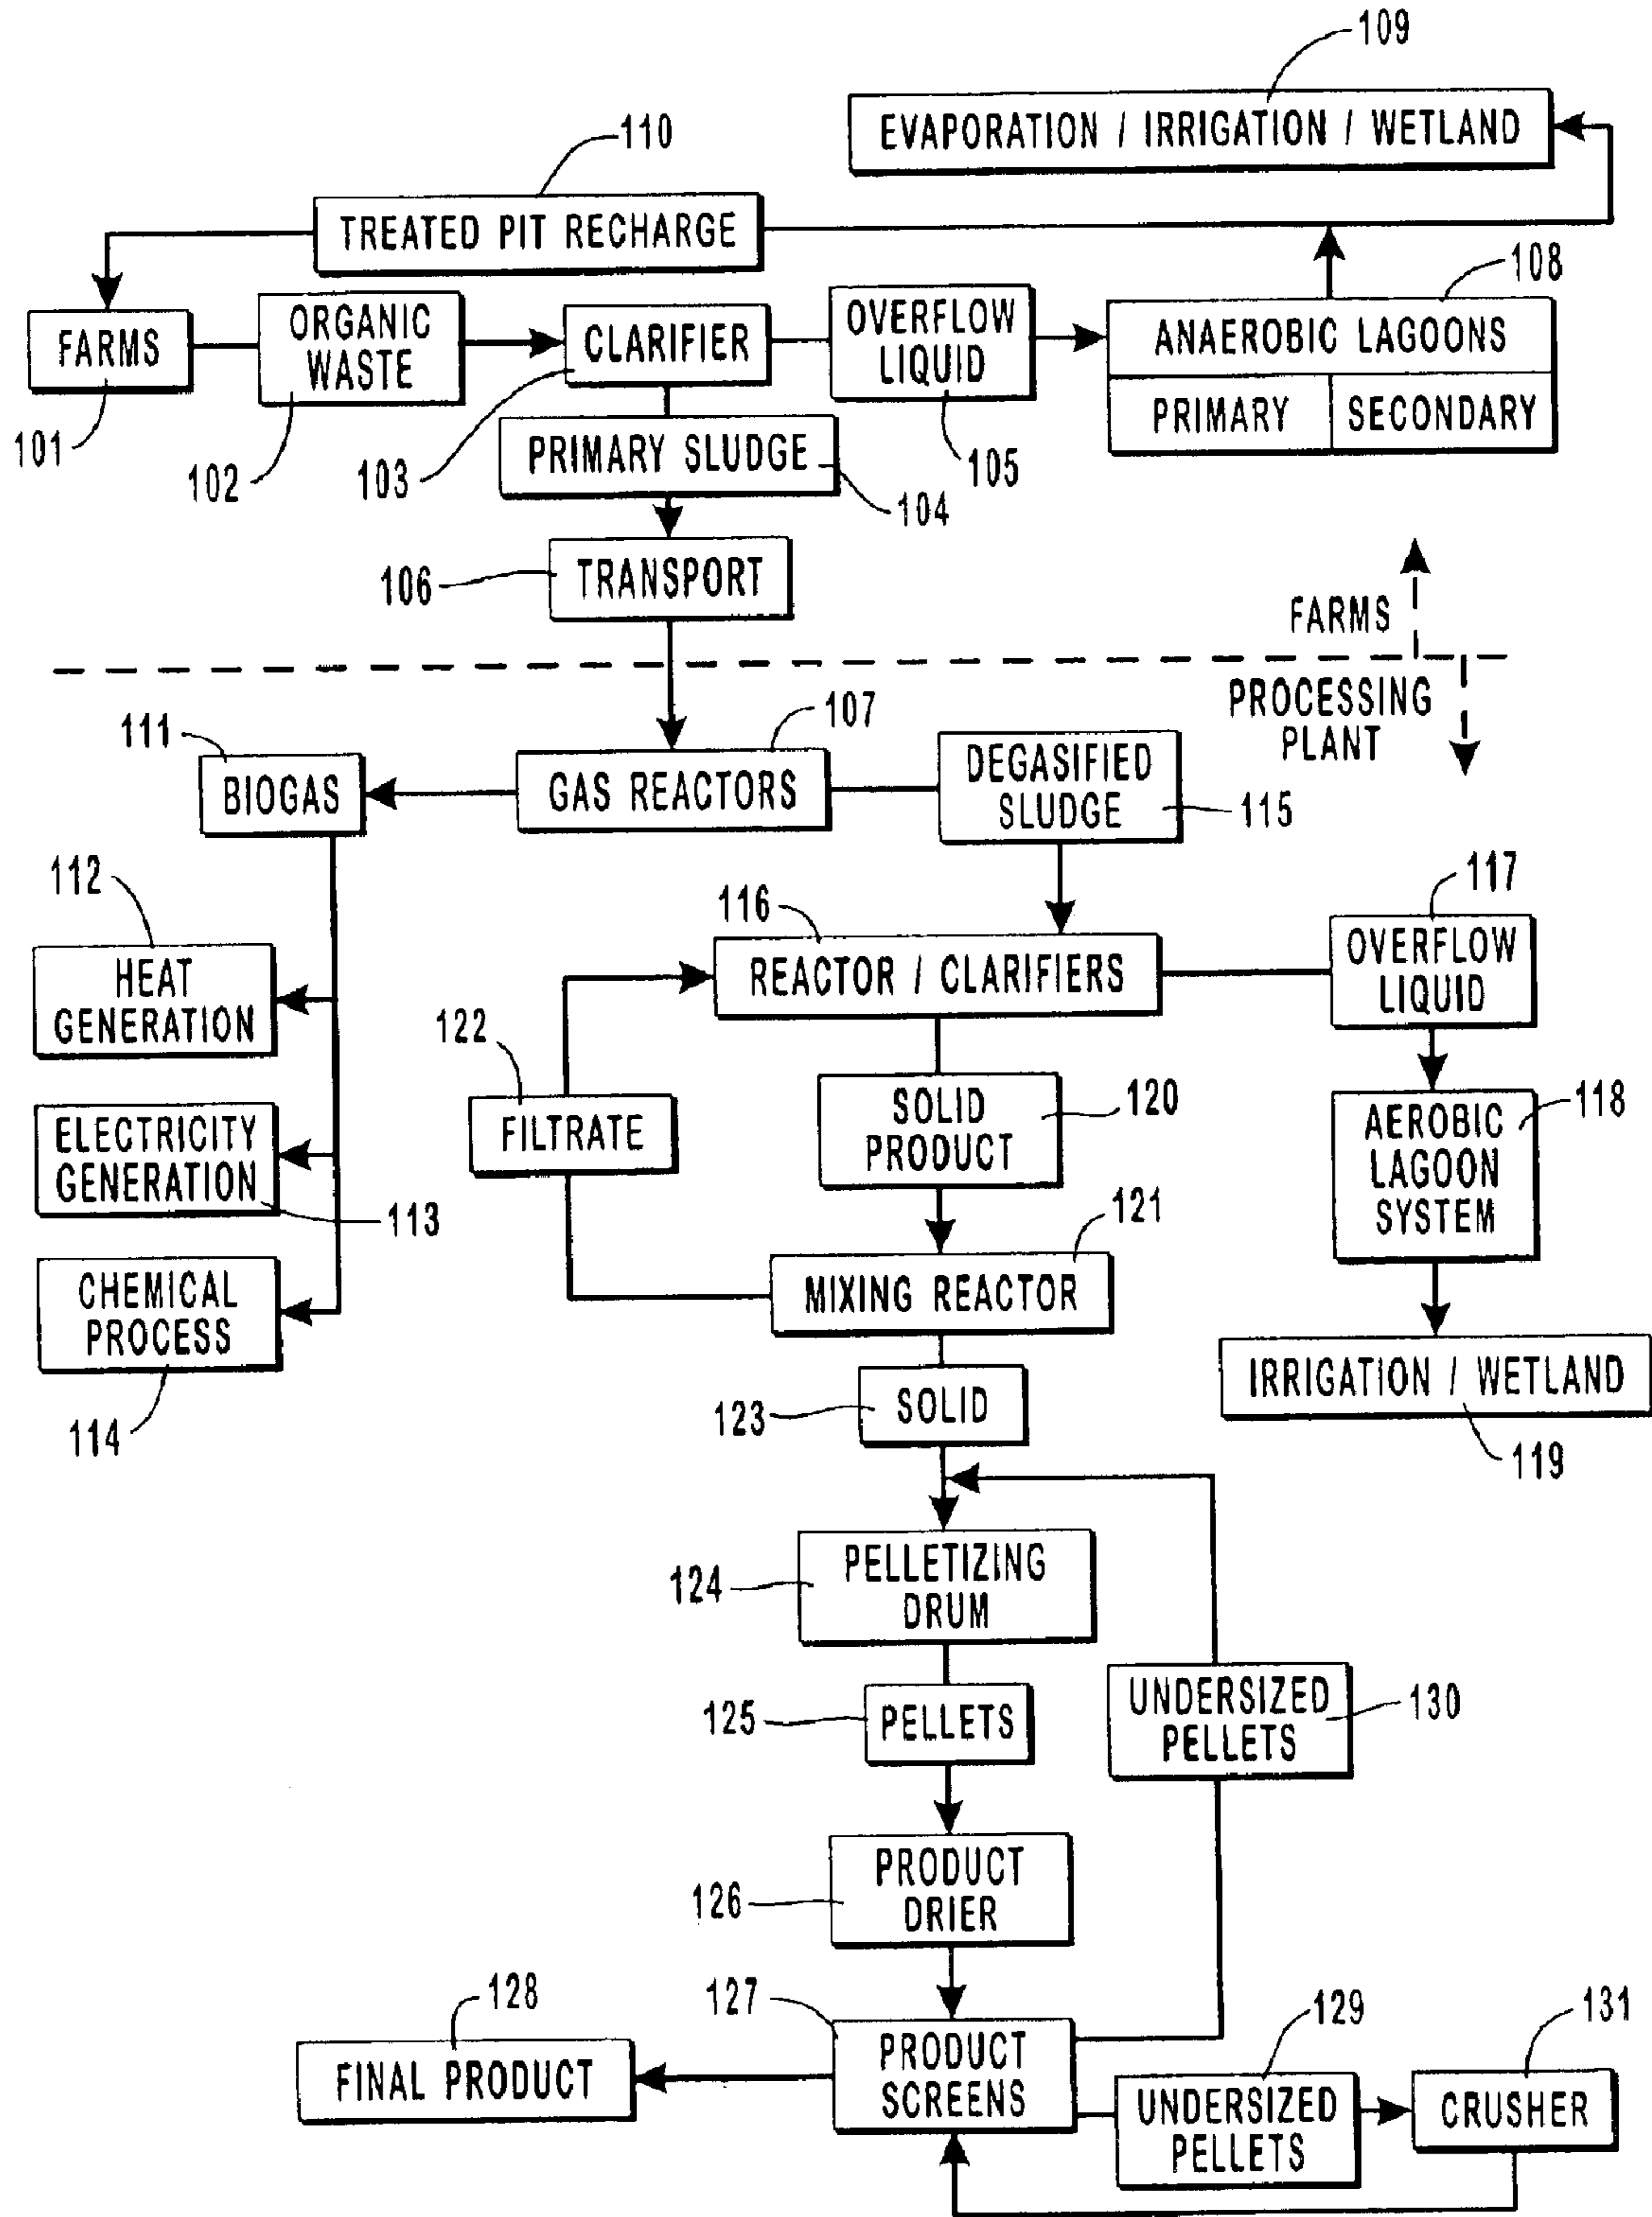 109
EVAPORATION / IRRIGATION / WETLAND
110
TREATED PIT RECHARGE
108
FARMS
ORGANIC
WASTE
CLARIFIER
OVERFLOW
LIQUID
ANAEROBIC LAGOONS
PRIMARY
SECONDARY
101
102
103
PRIMARY SLUDGE
105
104
106
TRANSPORT
FARMS
PROCESSING
PLANT
111
107
BIOGAS
GAS REACTORS
DEGASIFIED
SLUDGE
115
112
116
117
HEAT
GENERATION
REACTOR / CLARIFIERS
OVERFLOW
LIQUID
122
FILTRATE
SOLID
PRODUCT
120
AEROBIC
LAGOON
SYSTEM
118
ELECTRICITY
GENERATION
113
121
CHEMICAL
PROCESS
MIXING REACTOR
114
123
SOLID
IRRIGATION / WETLAND
119
124
PELLETIZING
DRUM
125
PELLETS
UNDERSIZED
PELLETS
130
126
PRODUCT
DRIER
128
127
129
131
FINAL PRODUCT
PRODUCT
SCREENS
UNDERSIZED
PELLETS
CRUSHER